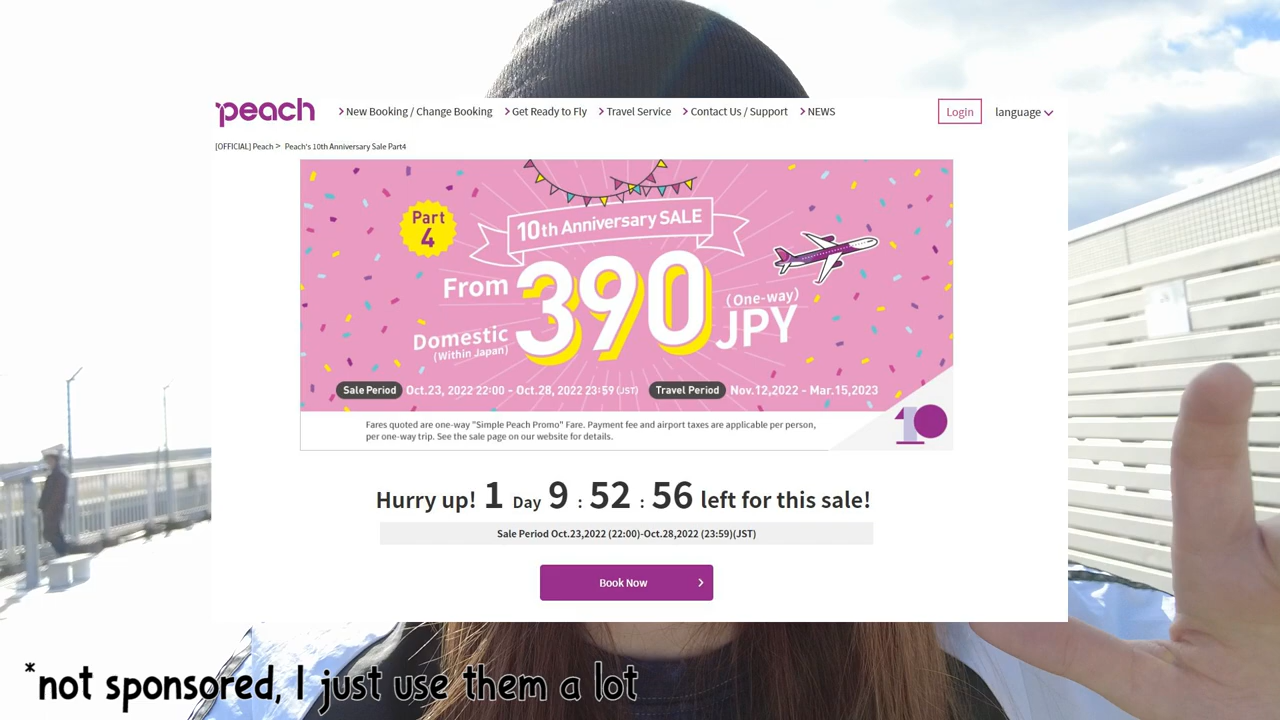 peach
New Booking / Change Booking Get Ready to Fly Travel Service Contact Us / Support NEWS Login language
[OFFICIAL] Peach > Peach's 10th Anniversary Sale Part4
Part
4
10th Anniversary SALE
From 390 (One-way)
Domestic JPY
(Within Japan)
Sale Period Oct.23, 2022 22:00 - Oct.28, 2022 23:59 (JST) Travel Period Nov.12,2022 - Mar.15,2023
Fares quoted are one-way "Simple Peach Promo" Fare. Payment fee and airport taxes are applicable per person,
per one-way trip. See the sale page on our website for details.
10
Hurry up! 1 Day 9 : 52 : 56 left for this sale!
Sale Period Oct.23,2022 (22:00)-Oct.28,2022 (23:59)(JST)
Book Now
*not sponsored, I just use them a lot